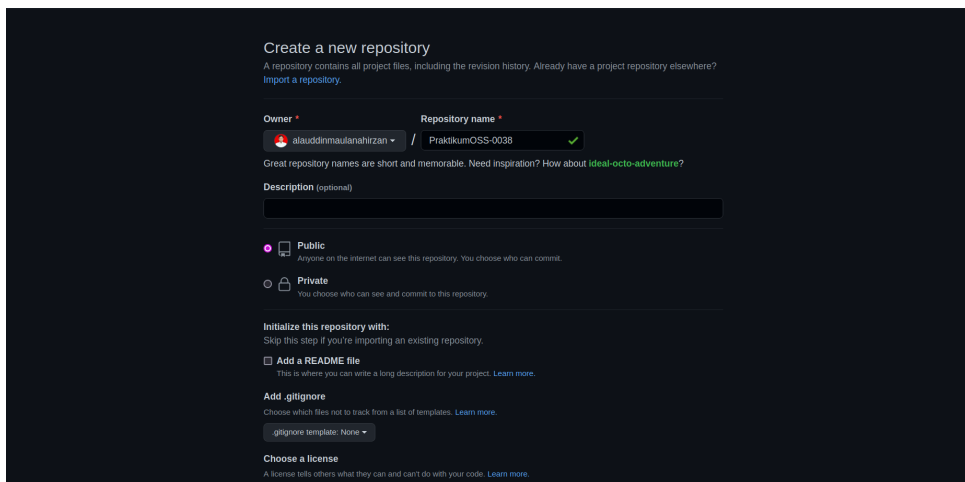 Create a new repository
A repository contains all project files, including the revision history. Already have a project repository elsewhere?
Import a repository.
Owner * Repository name *
alauddinmaulanahirzan / PraktikumOSS-0038
Great repository names are short and memorable. Need inspiration? How about ideal-octo-adventure?
Description (optional)
Public
Anyone on the internet can see this repository. You choose who can commit.
Private
You choose who can see and commit to this repository.
Initialize this repository with:
Skip this step if you're importing an existing repository.
Add a README file
This is where you can write a long description for your project. Learn more.
Add .gitignore
Choose which files not to track from a list of templates. Learn more.
.gitignore template: None
Choose a license
A license tells others what they can and can't do with your code. Learn more.